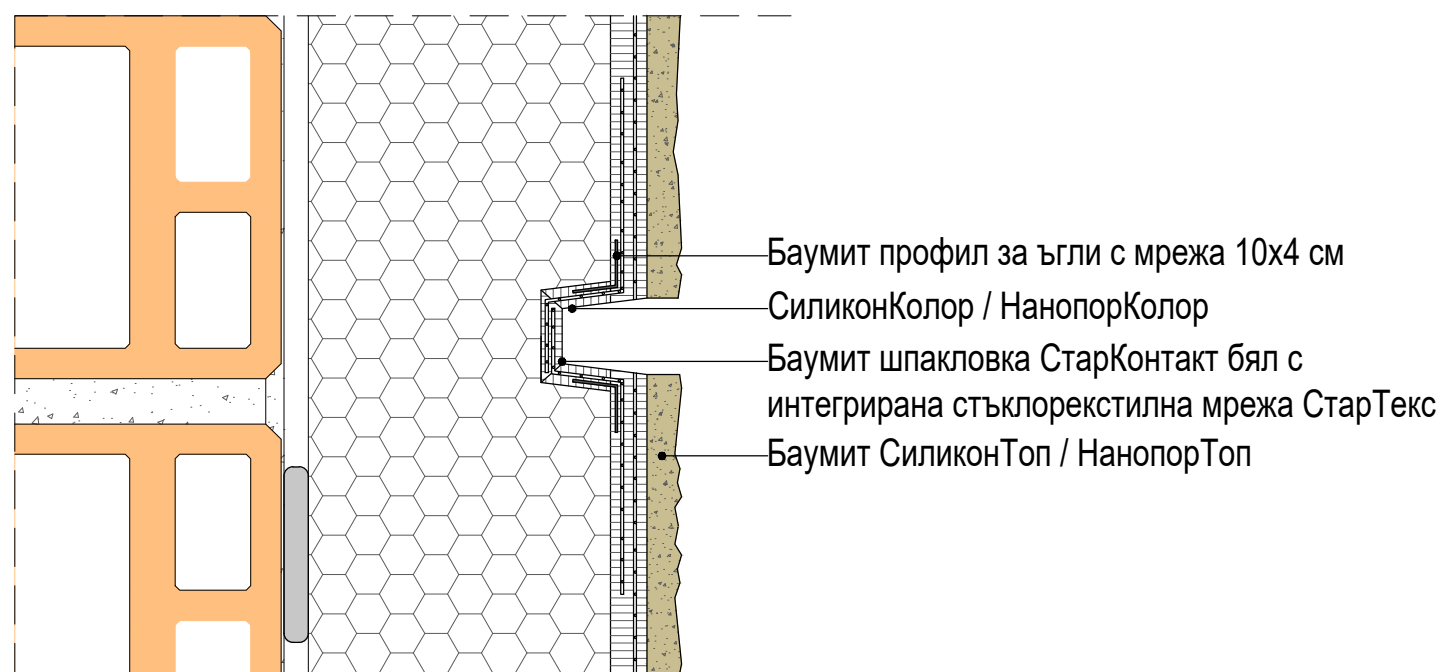 Баумит профил за ъгли с мрежа 10x4 см
СиликонКолор / НанопорКолор
Баумит шпакловка СтарКонтакт бял с
интегрирана стъклорекстилна мрежа СтарТекс
Баумит СиликонТоп / НанопорТоп